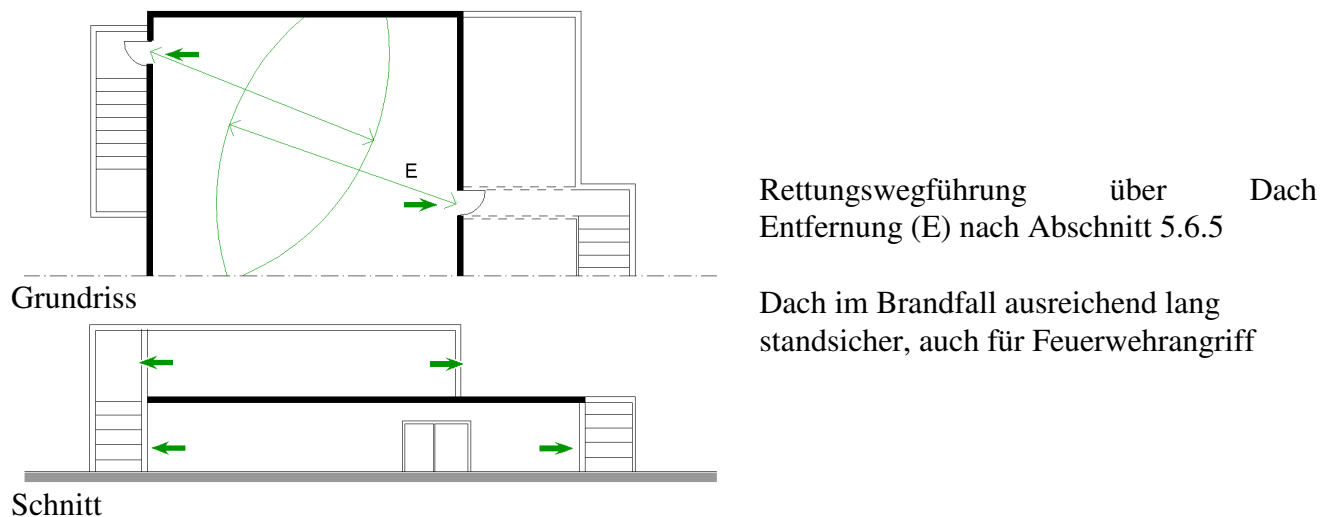 E
Grundriss
Schnitt
Rettungswegführung über Dach
Entfernung (E) nach Abschnitt 5.6.5
Dach im Brandfall ausreichend lang
standsicher, auch für Feuerwehrangriff